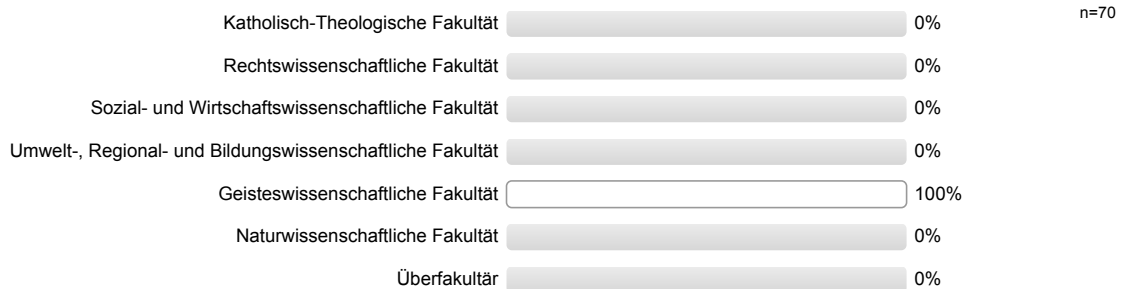 n=70
Katholisch-Theologische Fakultät 0%
Rechtswissenschaftliche Fakultät 0%
Sozial- und Wirtschaftswissenschaftliche Fakultät 0%
Umwelt-, Regional- und Bildungswissenschaftliche Fakultät 0%
Geisteswissenschaftliche Fakultät 100%
Naturwissenschaftliche Fakultät 0%
Überfakultär 0%